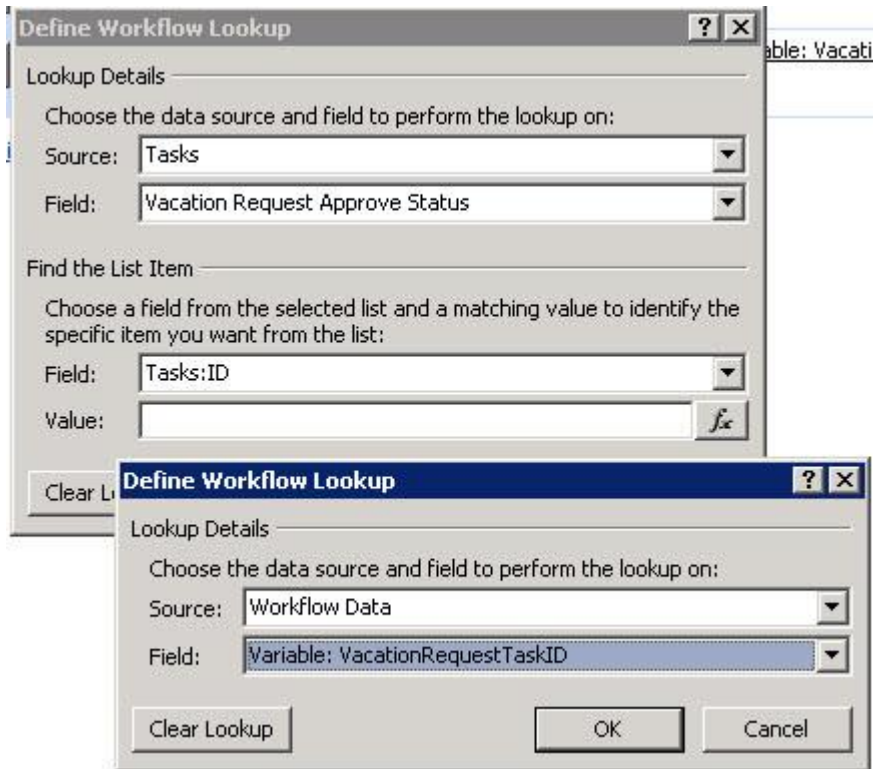 Define Workflow Lookup
able: Vacati
Lookup Details
Choose the data source and field to perform the lookup on:
Source: Tasks
Field: Vacation Request Approve Status
Find the List Item
Choose a field from the selected list and a matching value to identify the
specific item you want from the list:
Field: Tasks:ID
Value: fx
Clear L
Define Workflow Lookup
Lookup Details
Choose the data source and field to perform the lookup on:
Source: Workflow Data
Field: Variable: VacationRequestTaskID
Clear Lookup OK Cancel